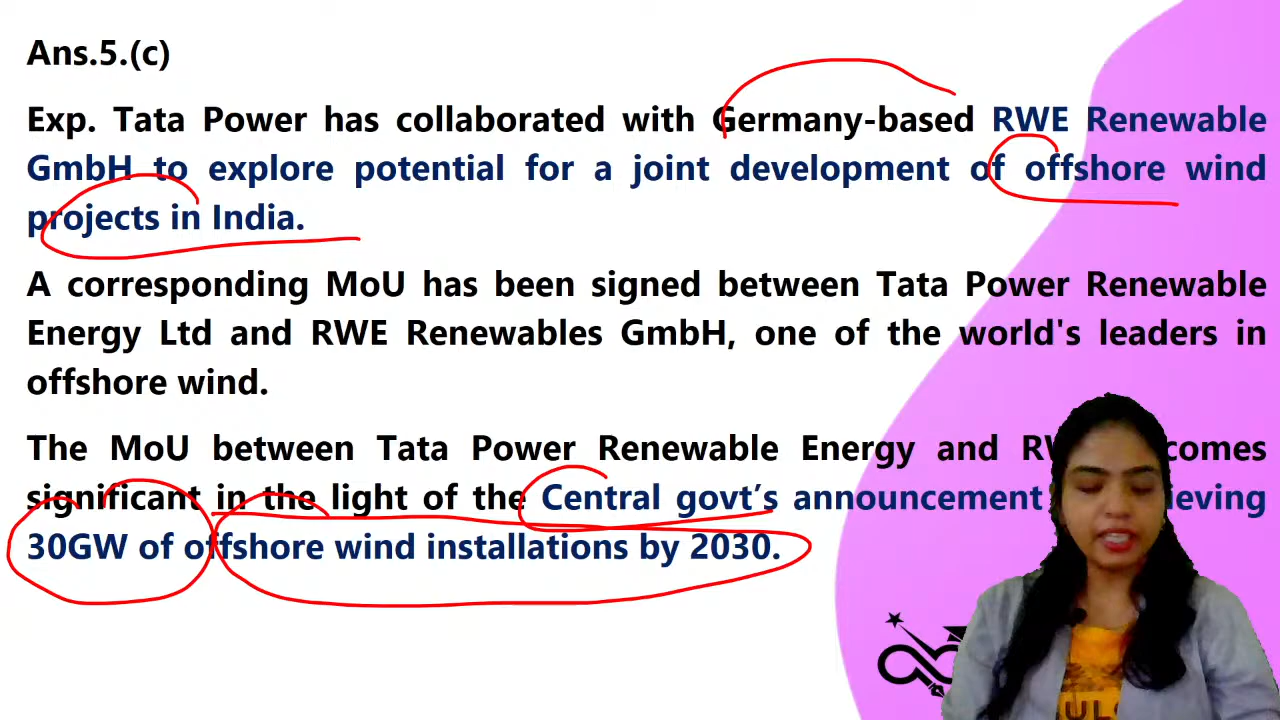 Ans.5.(c)
Exp. Tata Power has collaborated with Germany-based RWE Renewable
GmbH to explore potential for a joint development of offshore wind
projects in India.
A corresponding MoU has been signed between Tata Power Renewable
Energy Ltd and RWE Renewables GmbH, one of the world's leaders in
offshore wind.
The MoU between Tata Power Renewable Energy and comes
significant in the light of the Central govt's announcement
30GW of offshore wind installations by 2030.